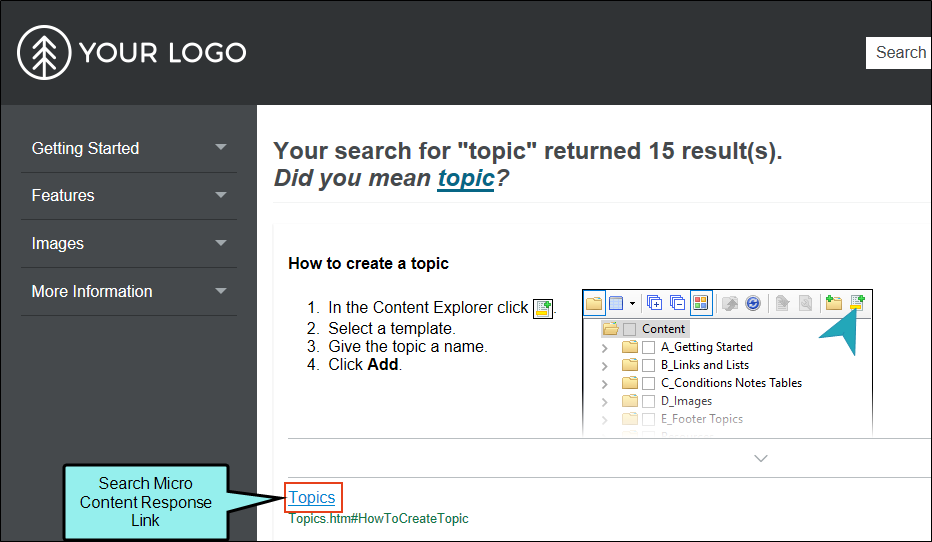 YOUR LOGO
Search
Getting Started
Features
Images
More Information
Your search for "topic" returned 15 result(s).
Did you mean topic?
How to create a topic
1. In the Content Explorer click .
2. Select a template.
3. Give the topic a name.
4. Click Add.
Content
A_Getting Started
B_Links and Lists
C_Conditions Notes Tables
D_Images
E_Footer Topics
Search Micro
Content Response
Link
Topics
Topics.htm#HowToCreateTopic